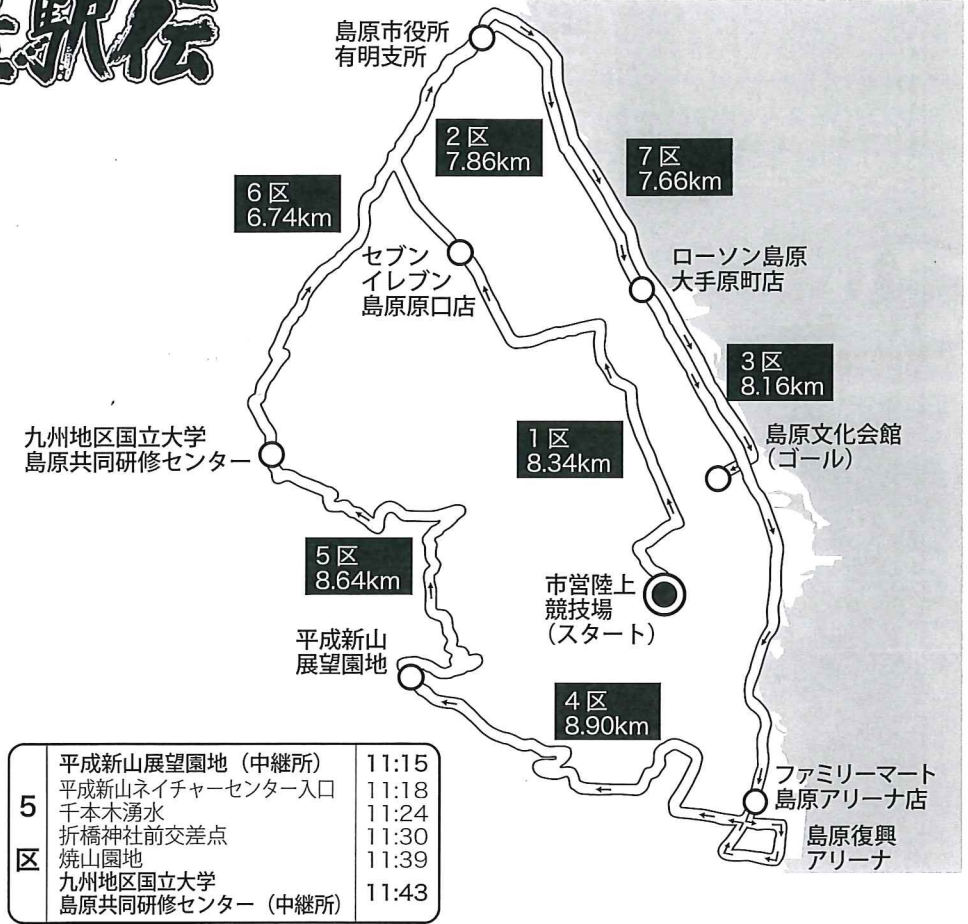 駅伝
島原市役所
有明支所
2区
7.86km
7区
7.66km
6区
6.74km
セブン
イレブン
島原原口店
ローソン島原
大手原町店
3区
8.16km
九州地区国立大学
島原共同研修センター
1区
8.34km
島原文化会館
（ゴール）
5区
8.64km
市営陸上
競技場
（スタート）
平成新山
展望園地
4区
8.90km
ファミリーマート
島原アリーナ店
島原復興
アリーナ
5区
平成新山展望園地（中継所） 11:15
平成新山ネイチャーセンター入口 11:18
千本木湧水 11:24
折橋神社前交差点 11:30
焼山園地 11:39
九州地区国立大学
島原共同研修センター（中継所） 11:43